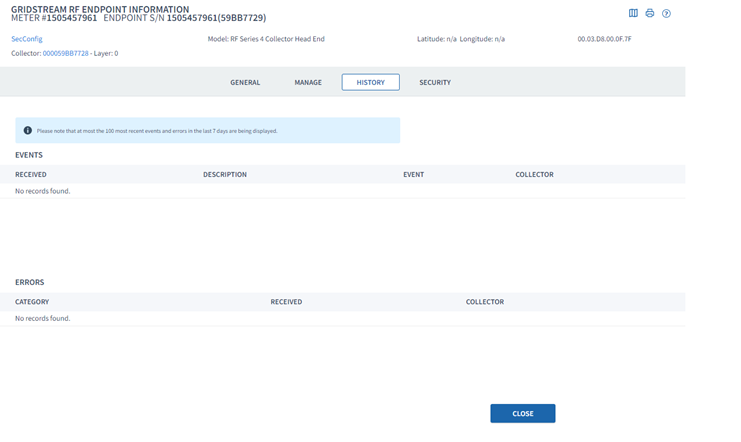 GRIDSTREAM RF ENDPOINT INFORMATION
METER #1505457961 ENDPOINT S/N 1505457961(59BB7729)
SecConfig Model: RF Series 4 Collector Head End Latitude: n/a Longitude: n/a 00.03.D8.00.0F.7F
Collector: 000059BB7728 - Layer: 0
GENERAL MANAGE HISTORY SECURITY
Please note that at most the 100 most recent events and errors in the last 7 days are being displayed.
EVENTS
RECEIVED DESCRIPTION EVENT COLLECTOR
No records found.
ERRORS
CATEGORY RECEIVED COLLECTOR
No records found.
CLOSE